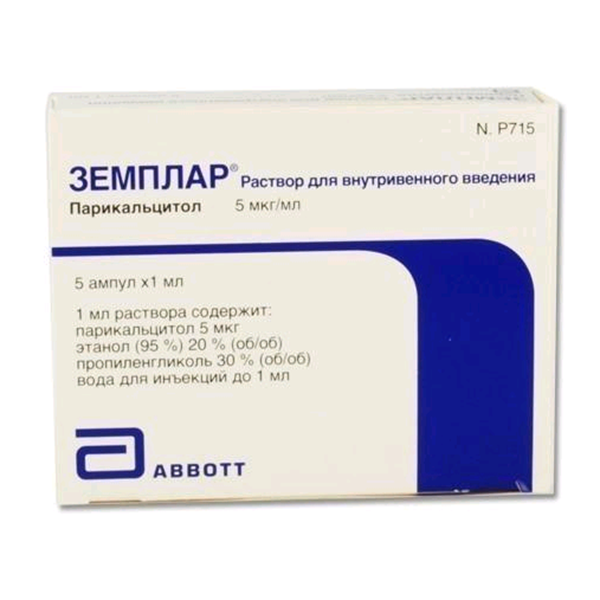 N. P715
ЗЕМПЛАР® Раствор для внутривенного введения
Парикальцитол 5 мкг/мл
5 ампул х1 мл
1 мл раствора содержит:
парикальцитол 5 мкг
этанол (95 %) 20 % (об/об)
пропиленгликоль 30 % (об/об)
вода для инъекций до 1 мл
ABBOTT